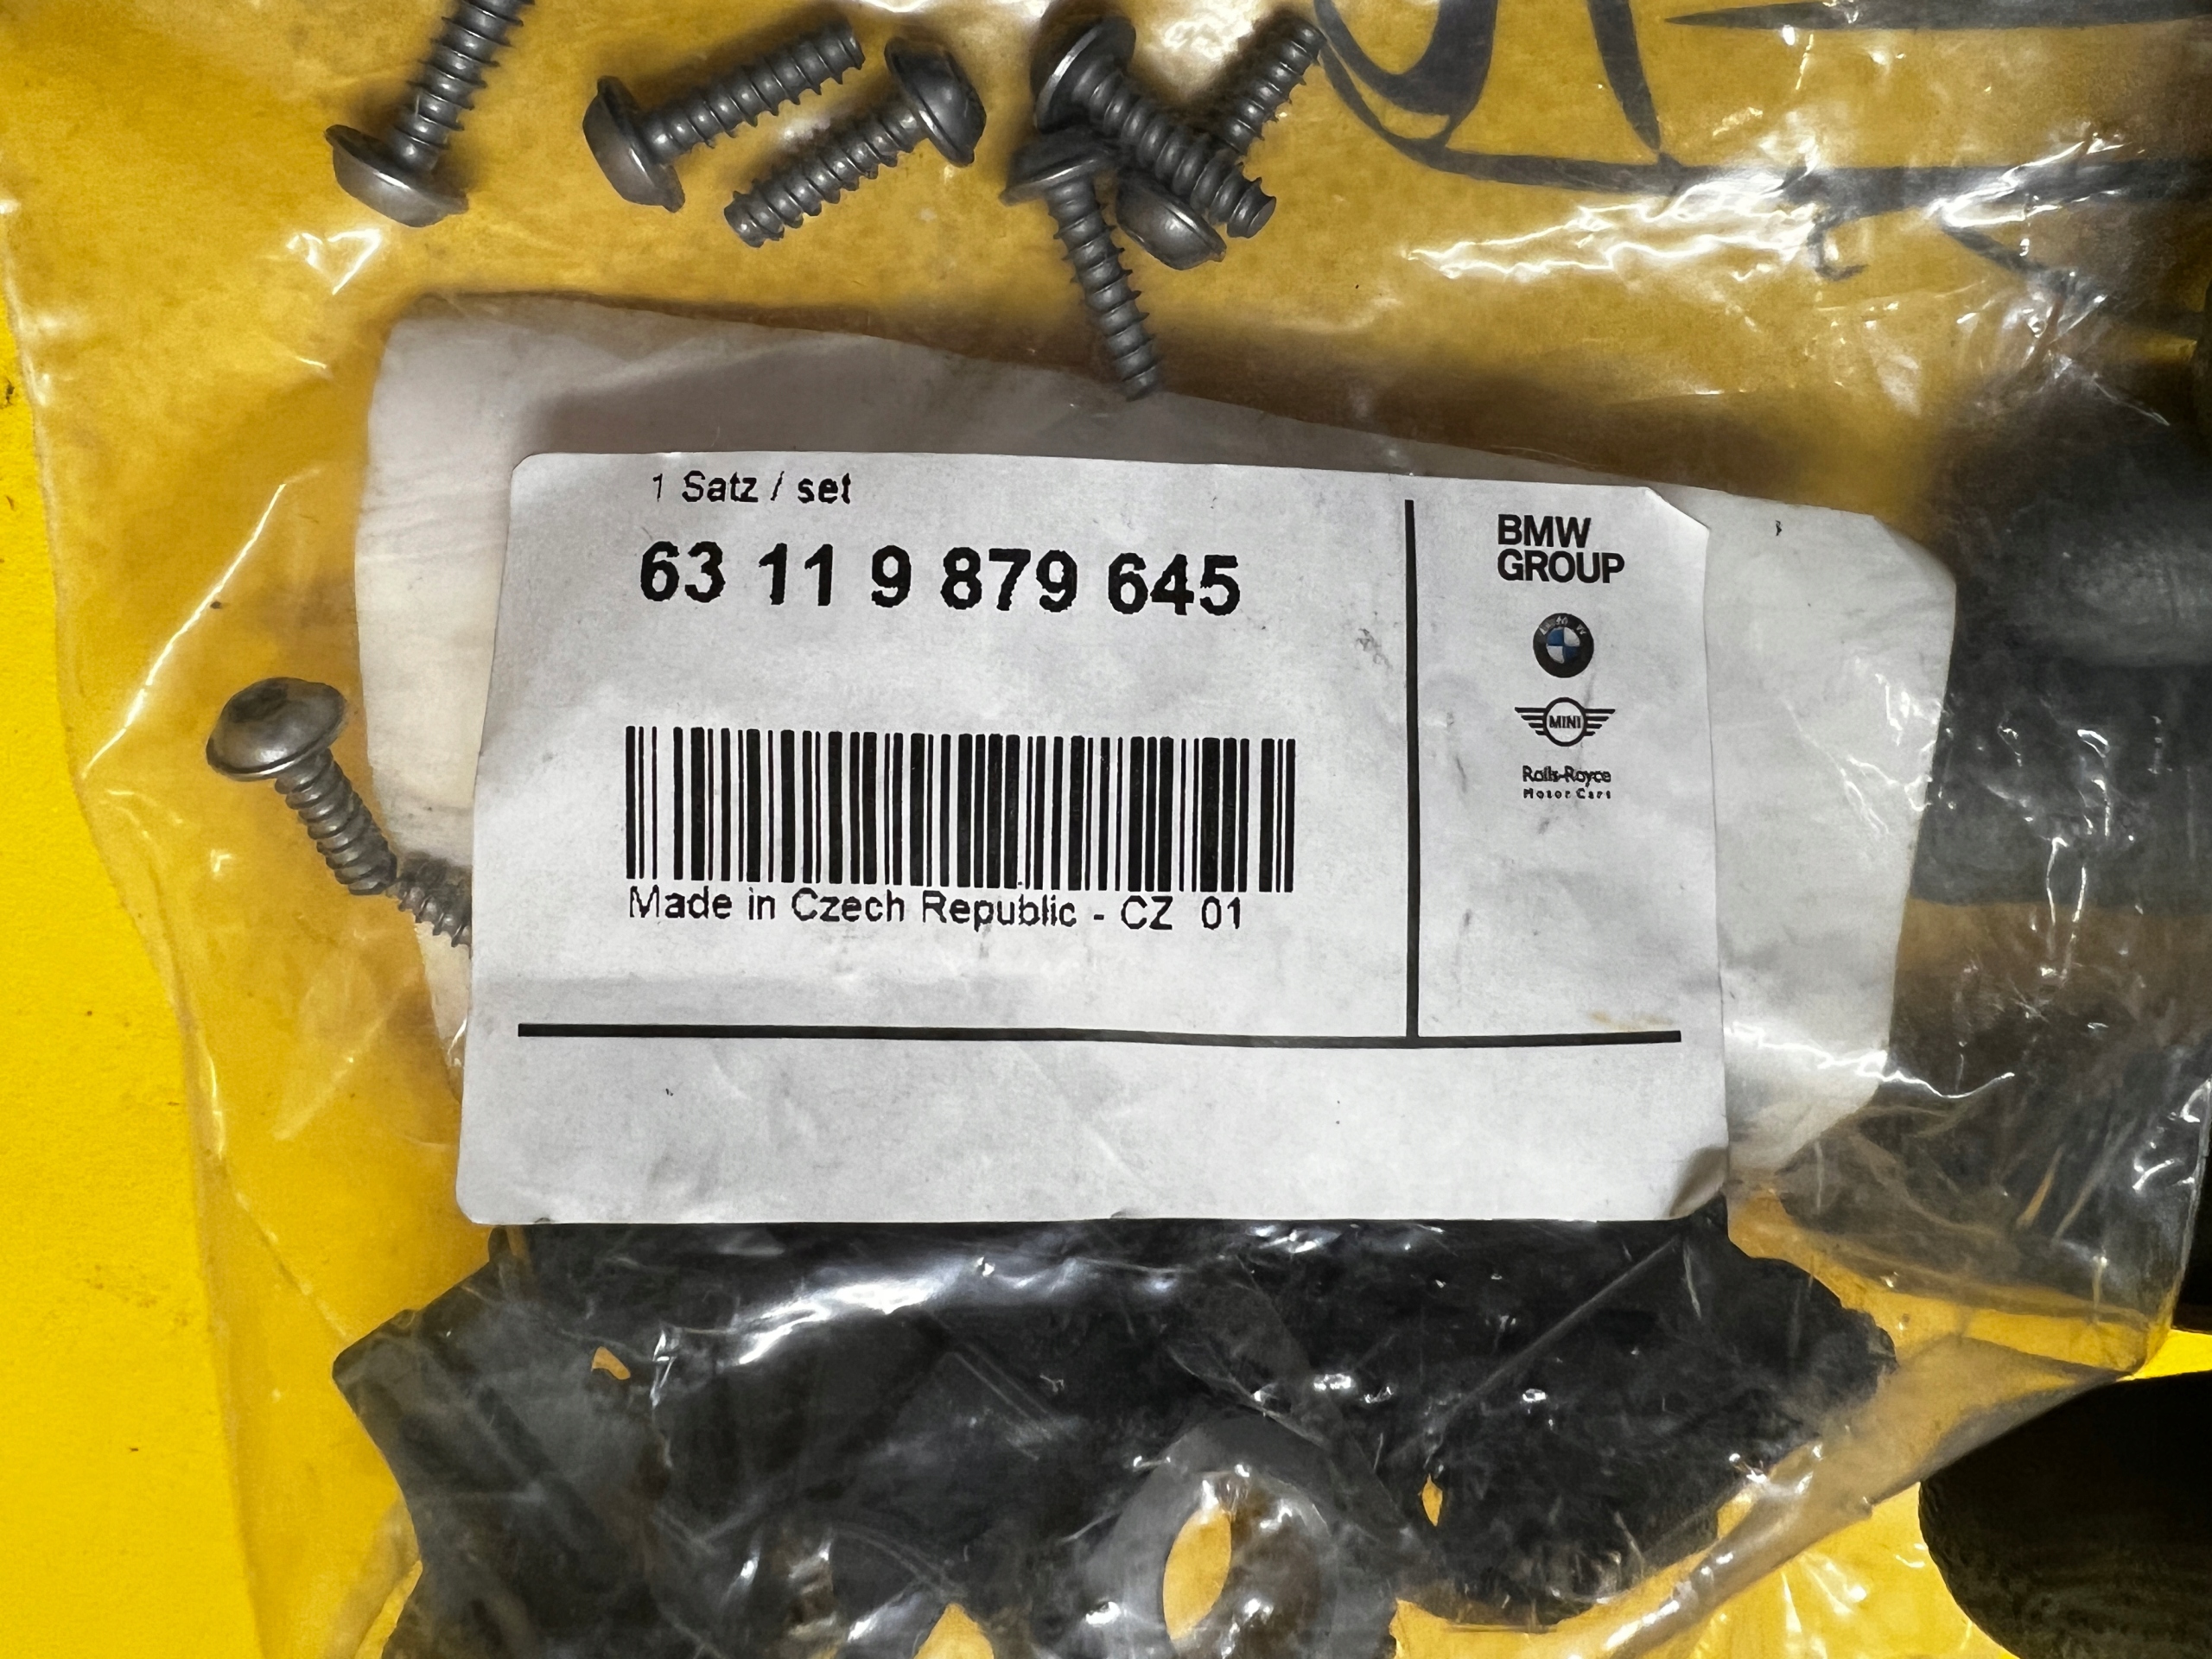 1 Satz / set
63 11 9 879 645
Made in Czech Republic - CZ 01
BMW
GROUP
MINI
Rolls-Royce
Motor Cars